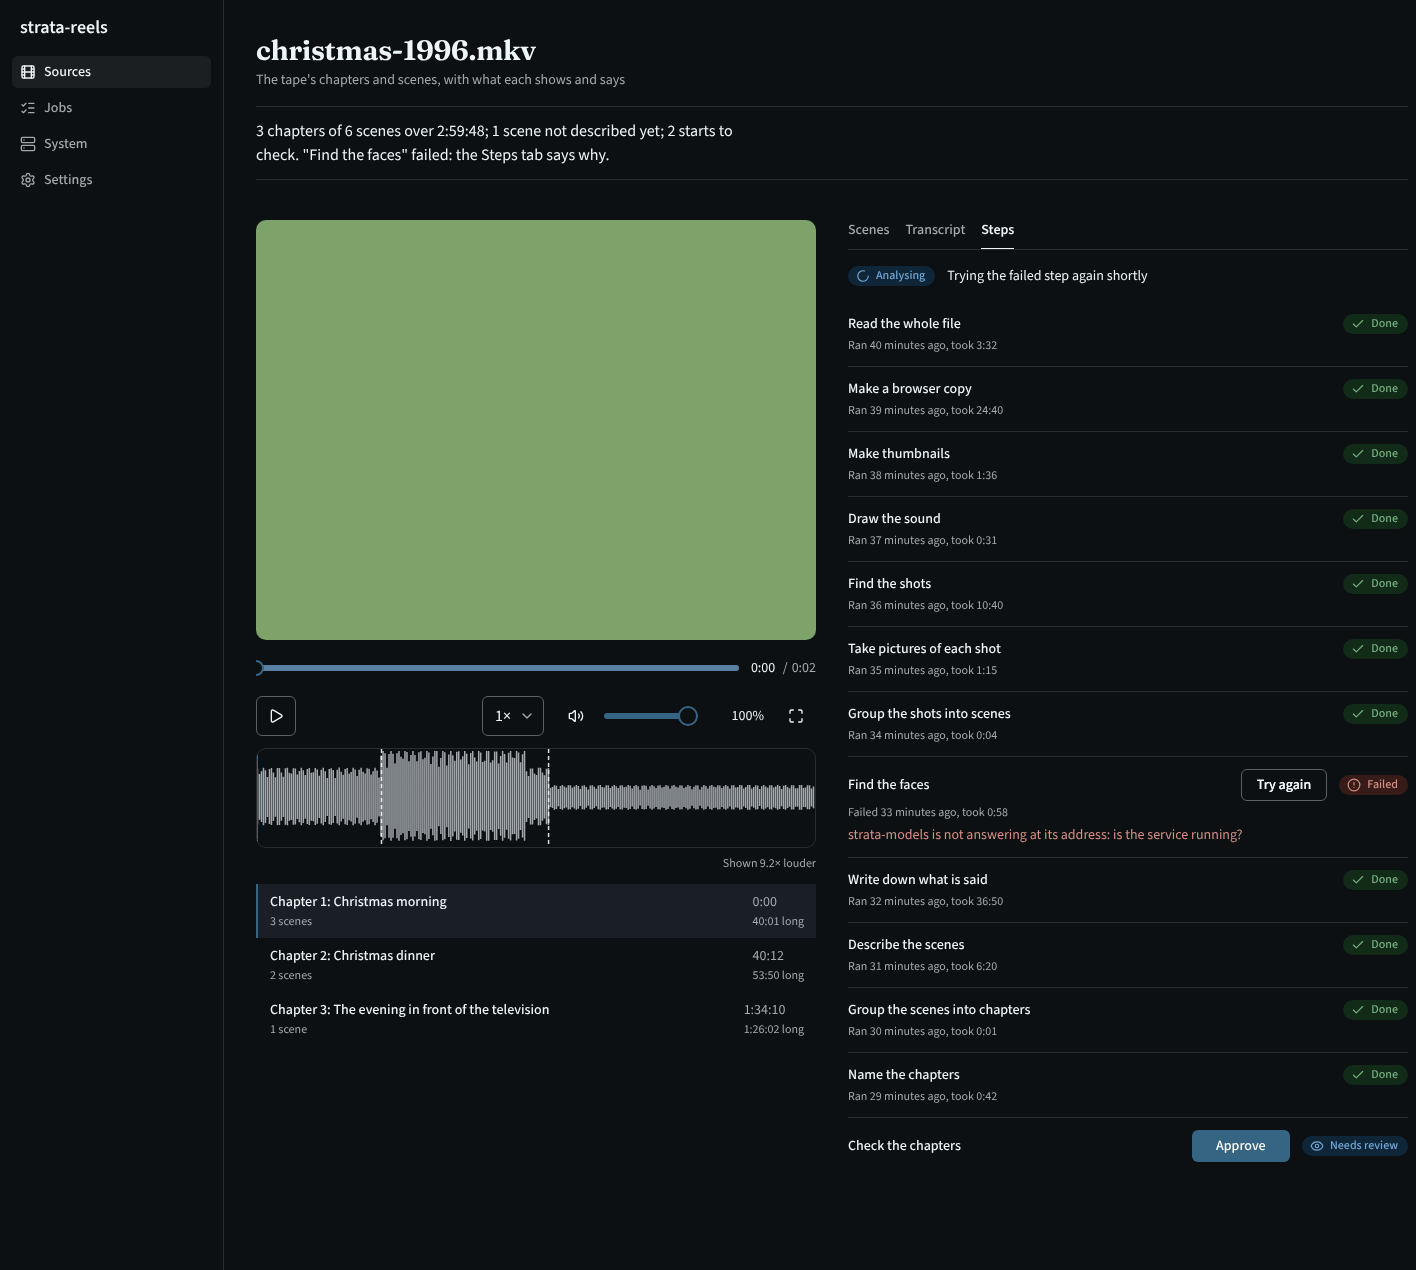 strata-reels
Sources
Jobs
System
Settings
christmas-1996.mkv
The tape's chapters and scenes, with what each shows and says
3 chapters of 6 scenes over 2:59:48; 1 scene not described yet; 2 starts to
check. "Find the faces" failed: the Steps tab says why.
0:00 / 0:02
1×
100%
Shown 9.2× louder
Chapter 1: Christmas morning 0:00
3 scenes 40:01 long
Chapter 2: Christmas dinner 40:12
2 scenes 53:50 long
Chapter 3: The evening in front of the television 1:34:10
1 scene 1:26:02 long
Scenes Transcript Steps
Analysing Trying the failed step again shortly
Read the whole file Done
Ran 40 minutes ago, took 3:32
Make a browser copy Done
Ran 39 minutes ago, took 24:40
Make thumbnails Done
Ran 38 minutes ago, took 1:36
Draw the sound Done
Ran 37 minutes ago, took 0:31
Find the shots Done
Ran 36 minutes ago, took 10:40
Take pictures of each shot Done
Ran 35 minutes ago, took 1:15
Group the shots into scenes Done
Ran 34 minutes ago, took 0:04
Find the faces Try again Failed
Failed 33 minutes ago, took 0:58
strata-models is not answering at its address: is the service running?
Write down what is said Done
Ran 32 minutes ago, took 36:50
Describe the scenes Done
Ran 31 minutes ago, took 6:20
Group the scenes into chapters Done
Ran 30 minutes ago, took 0:01
Name the chapters Done
Ran 29 minutes ago, took 0:42
Check the chapters Approve Needs review